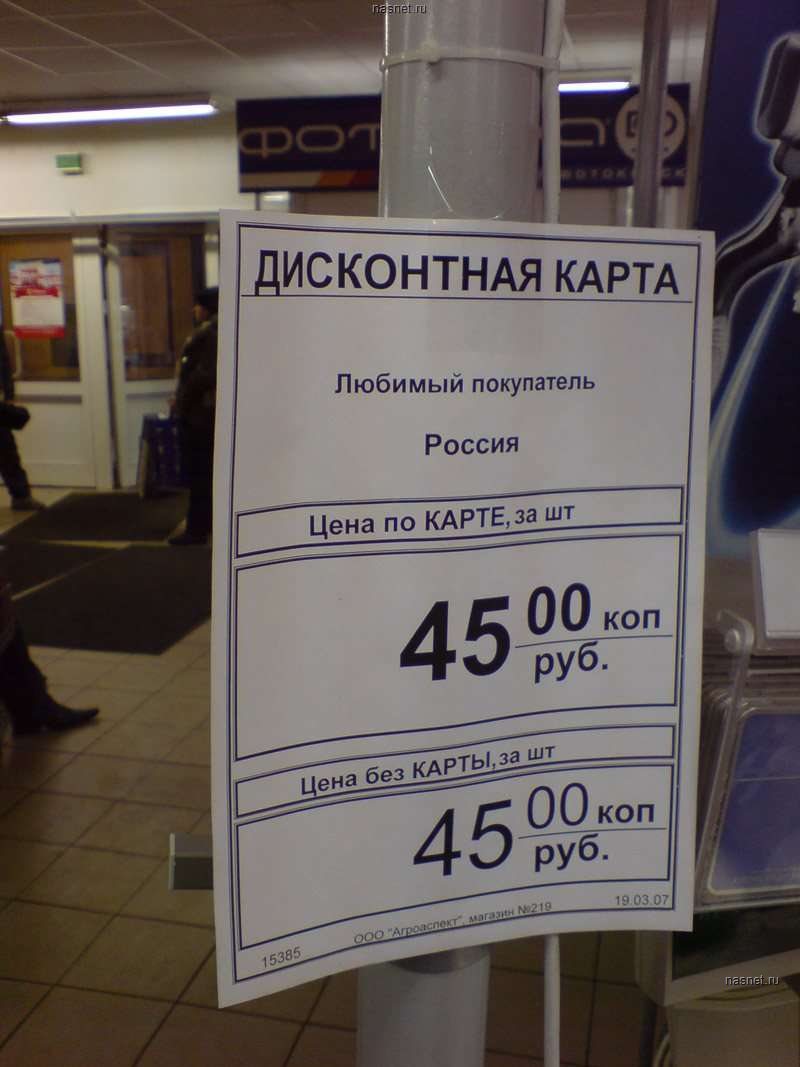 nasnet.ru
ДИСКОНТНАЯ КАРТА
Любимый покупатель
Россия
Цена по КАРТЕ, за шт
45 00 коп
руб.
Цена без КАРТЫ, за шт
45 00 коп
руб.
15385 ООО "Агроаспект", магазин №219 19.03.07
nasnet.ru